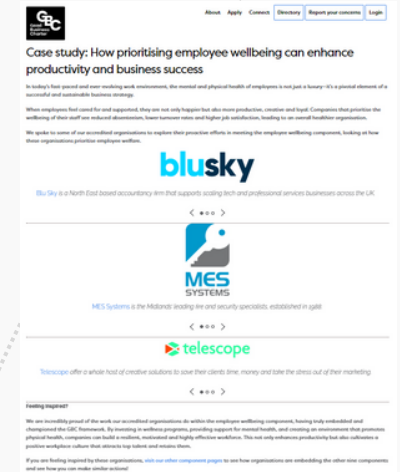 GBC
Good
Business
Charter
About Apply Connect Directory Report your concerns Login
Case study: How prioritising employee wellbeing can enhance
productivity and business success
In today's fast-paced and ever-evolving work environment, the mental and physical health of employees is not just a luxury—it's a pivotal element of a
successful and sustainable business strategy.
When employees feel cared for and supported, they are not only happier but also more productive, creative and loyal. Companies that prioritise the
wellbeing of their staff see reduced absenteeism, lower turnover rates and higher job satisfaction, leading to an overall healthier organisation.
We spoke to some of our accredited organisations to explore their proactive efforts in meeting the employee wellbeing component, looking at how
these organisations prioritise employee welfare.
blusky
Blu Sky is a North East based accountancy firm that supports scaling tech and professional services businesses across the UK.
MES
SYSTEMS
MES Systems is the Midlands leading fire and security specialists, established in 1988.
telescope
Telescope offer a whole host of creative solutions to save their clients time, money and take the stress out of their marketing.
Feeling inspired?
We are incredibly proud of the work our accredited organisations do within the employee wellbeing component, having truly embedded and
championed the GBC framework. By investing in wellness programs, providing support for mental health, and creating an environment that promotes
physical health, companies can build a resilient, motivated and highly effective workforce. This not only enhances productivity but also cultivates a
positive workplace culture that attracts top talent and retains them.
If you are feeling inspired by these organisations, visit our other component pages to see how organisations are embedding the other nine components
and see how you can make similar actions!